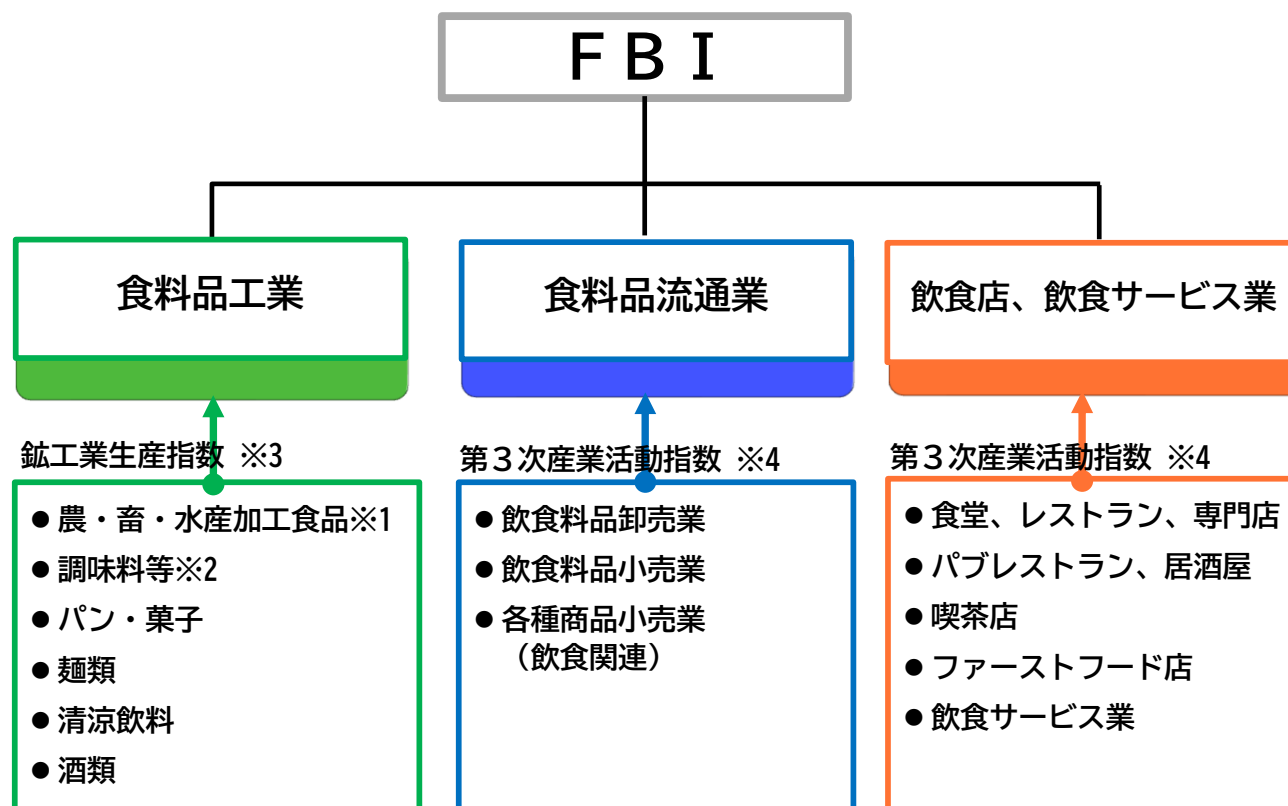 ＦＢＩ
食料品工業
食料品流通業
飲食店、飲食サービス業
鉱工業生産指数 ※3
●農・畜・水産加工食品※1
●調味料等※2
●パン・菓子
●麺類
●清涼飲料
●酒類
第３次産業活動指数 ※4
●飲食料品卸売業
●飲食料品小売業
●各種商品小売業
（飲食関連）
第３次産業活動指数 ※4
●食堂、レストラン、専門店
●パブレストラン、居酒屋
●喫茶店
●ファーストフード店
●飲食サービス業